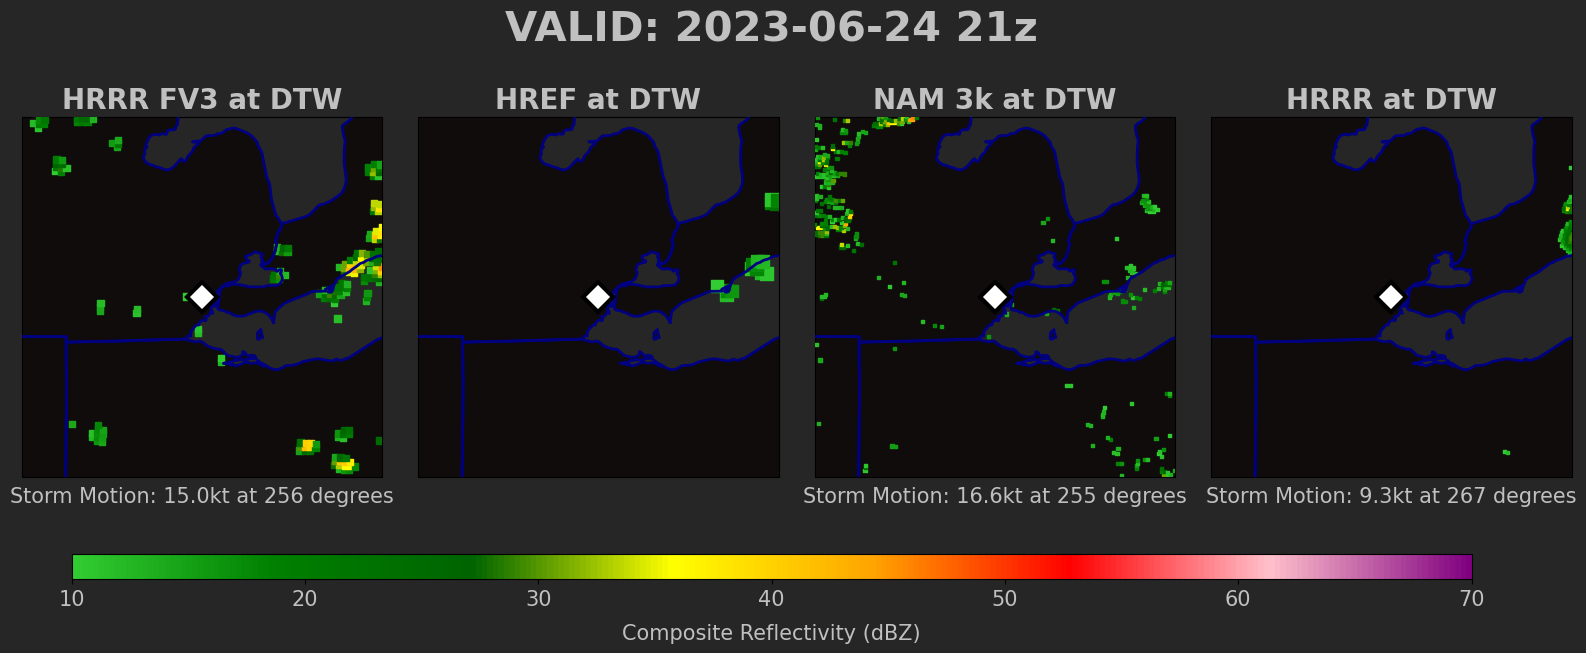 VALID: 2023-06-24 21z
HRRR FV3 at DTW
HREF at DTW
NAM 3k at DTW
HRRR at DTW
Storm Motion: 15.0kt at 256 degrees
Storm Motion: 16.6kt at 255 degrees
Storm Motion: 9.3kt at 267 degrees
10 20 30 40 50 60 70
Composite Reflectivity (dBZ)